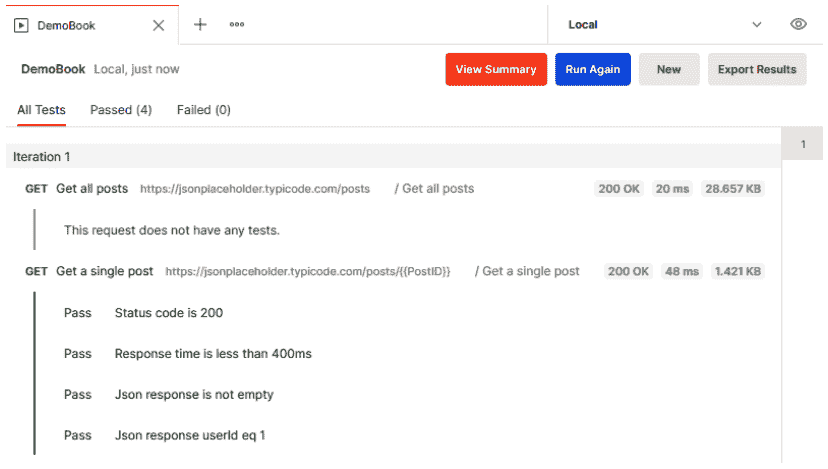 DemoBook
Local
DemoBook Local, just now
View Summary
Run Again
New
Export Results
All Tests Passed (4) Failed (0)
Iteration 1
1
GET Get all posts https://jsonplaceholder.typicode.com/posts / Get all posts 200 OK 20 ms 28.657 KB
This request does not have any tests.
GET Get a single post https://jsonplaceholder.typicode.com/posts/{{PostID}} / Get a single post 200 OK 48 ms 1.421 KB
Pass Status code is 200
Pass Response time is less than 400ms
Pass Json response is not empty
Pass Json response userId eq 1